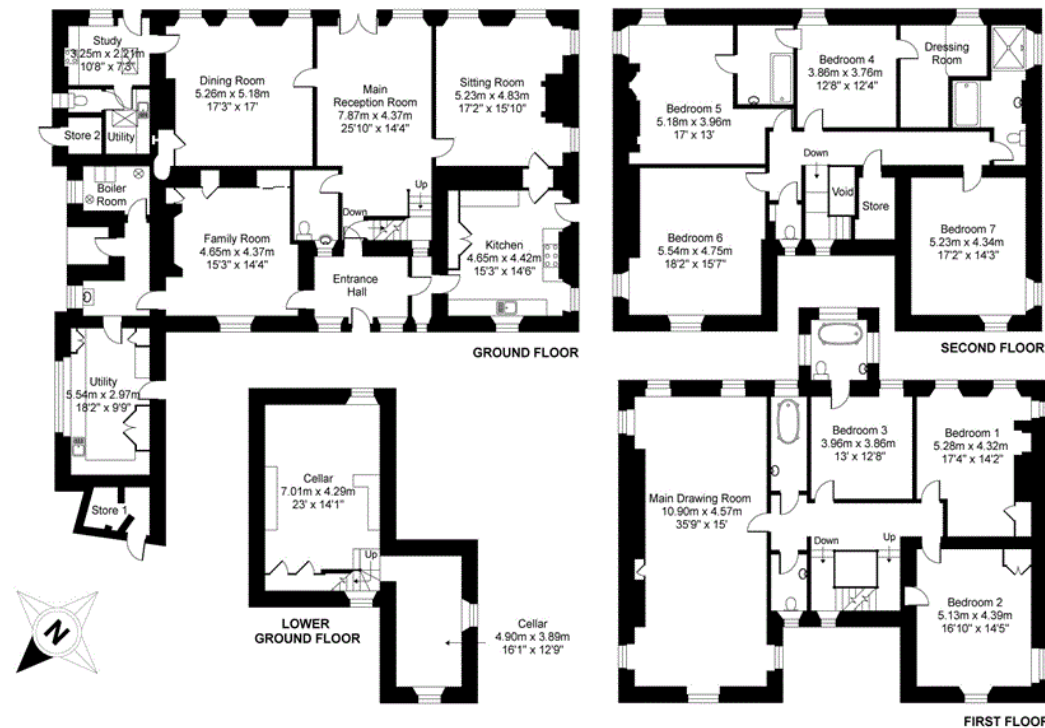 Study
3.25m x 2.21m
10'8" x 7'3"
Dining Room
5.26m x 5.18m
17'3" x 17'
Main
Reception Room
7.87m x 4.37m
25'10" x 14'4"
Sitting Room
5.23m x 4.83m
17'2" x 15'10"
Store 2
Utility
Boiler
Room
Family Room
4.65m x 4.37m
15'3" x 14'4"
Down
Up
Kitchen
4.65m x 4.42m
15'3" x 14'6"
Entrance
Hall
GROUND FLOOR
Utility
5.54m x 2.97m
18'2" x 9'9"
Store 1
N
Cellar
7.01m x 4.29m
23' x 14'1"
Up
LOWER
GROUND FLOOR
Cellar
4.90m x 3.89m
16'1" x 12'9"
Bedroom 5
5.18m x 3.96m
17' x 13'
Bedroom 4
3.86m x 3.76m
12'8" x 12'4"
Dressing
Room
Down
Void
Store
Bedroom 6
5.54m x 4.75m
18'2" x 15'7"
Bedroom 7
5.23m x 4.34m
17'2" x 14'3"
SECOND FLOOR
Main Drawing Room
10.90m x 4.57m
35'9" x 15'
Bedroom 3
3.96m x 3.86m
13' x 12'8"
Bedroom 1
5.28m x 4.32m
17'4" x 14'2"
Down
Up
Bedroom 2
5.13m x 4.39m
16'10" x 14'5"
FIRST FLOOR